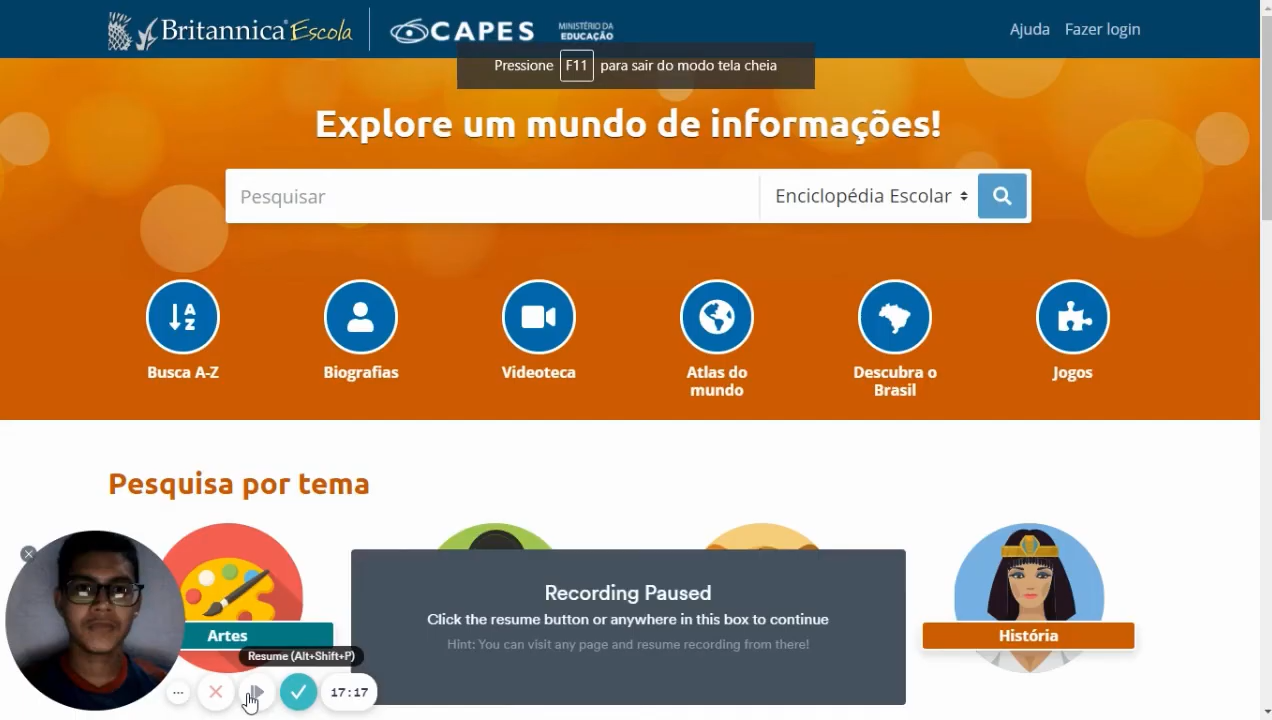 Britannica Escola
CAPES
MINISTÉRIO DA
EDUCAÇÃO
Ajuda Fazer login
Pressione F11 para sair do modo tela cheia
Explore um mundo de informações!
Pesquisar
Enciclopédia Escolar
A
Z
Busca A-Z
Biografias
Videoteca
Atlas do
mundo
Descubra o
Brasil
Jogos
Pesquisa por tema
Artes
História
Recording Paused
Click the resume button or anywhere in this box to continue
Hint: You can visit any page and resume recording from there!
Resume (Alt+Shift+P)
17:17